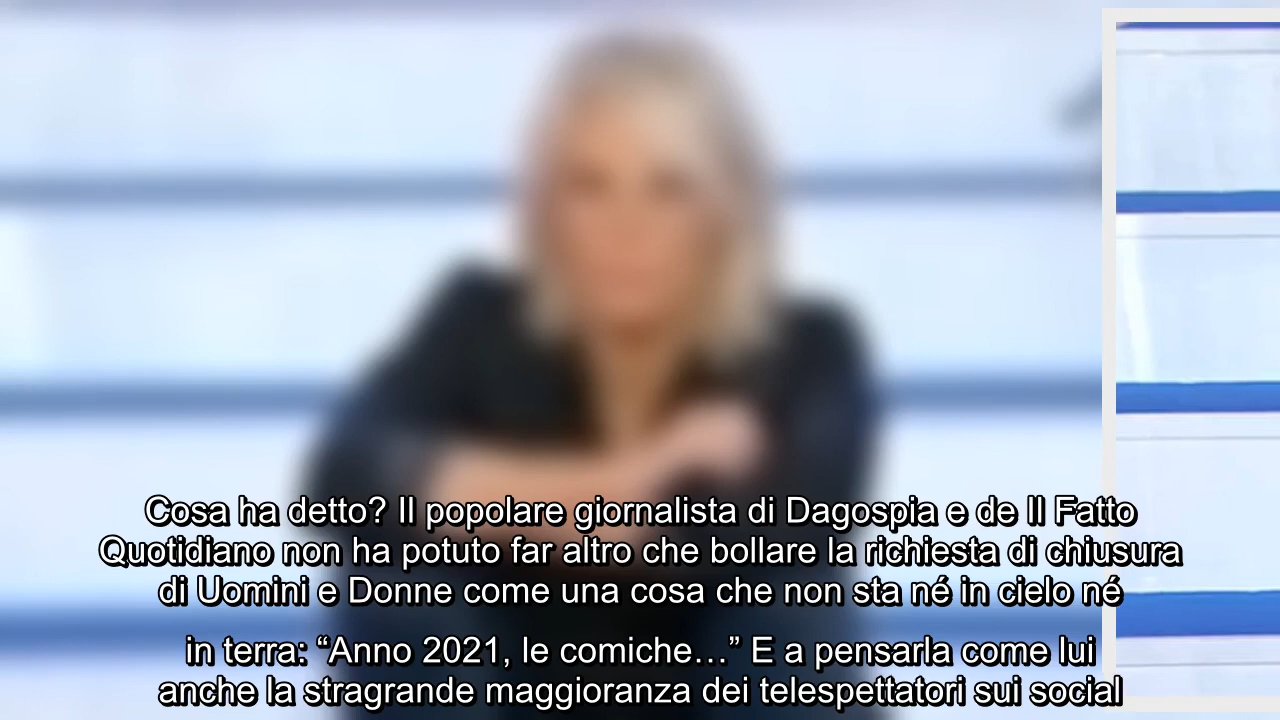 Cosa ha detto? Il popolare giornalista di Dagospia e de Il Fatto
Quotidiano non ha potuto far altro che bollare la richiesta di chiusura
di Uomini e Donne come una cosa che non sta né in cielo né
in terra: “Anno 2021, le comiche…” E a pensarla come lui
anche la stragrande maggioranza dei telespettatori sui social